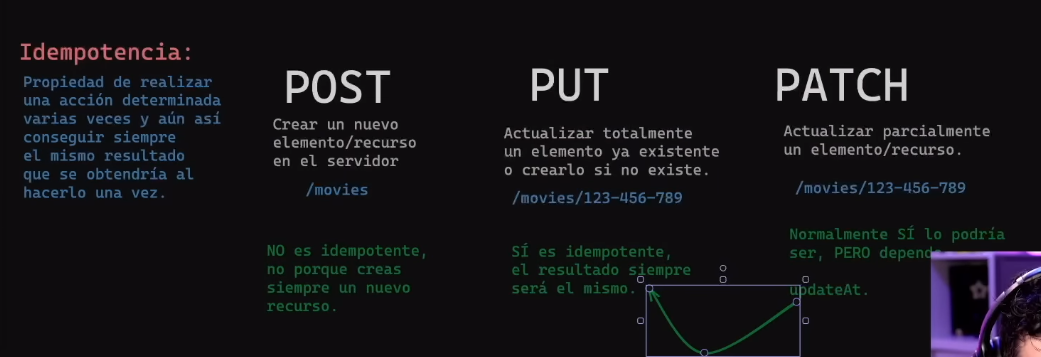 Idempotencia:
Propiedad de realizar
una acción determinada
varias veces y aún así
conseguir siempre
el mismo resultado
que se obtendría al
hacerlo una vez.
POST
Crear un nuevo
elemento/recurso
en el servidor
/movies
NO es idempotente,
no porque creas
siempre un nuevo
recurso.
PUT
Actualizar totalmente
un elemento ya existente
o crearlo si no existe.
/movies/123-456-789
SÍ es idempotente,
el resultado siempre
será el mismo.
PATCH
Actualizar parcialmente
un elemento/recurso.
/movies/123-456-789
Normalmente SÍ lo podría
ser, PERO depende
updateAt.